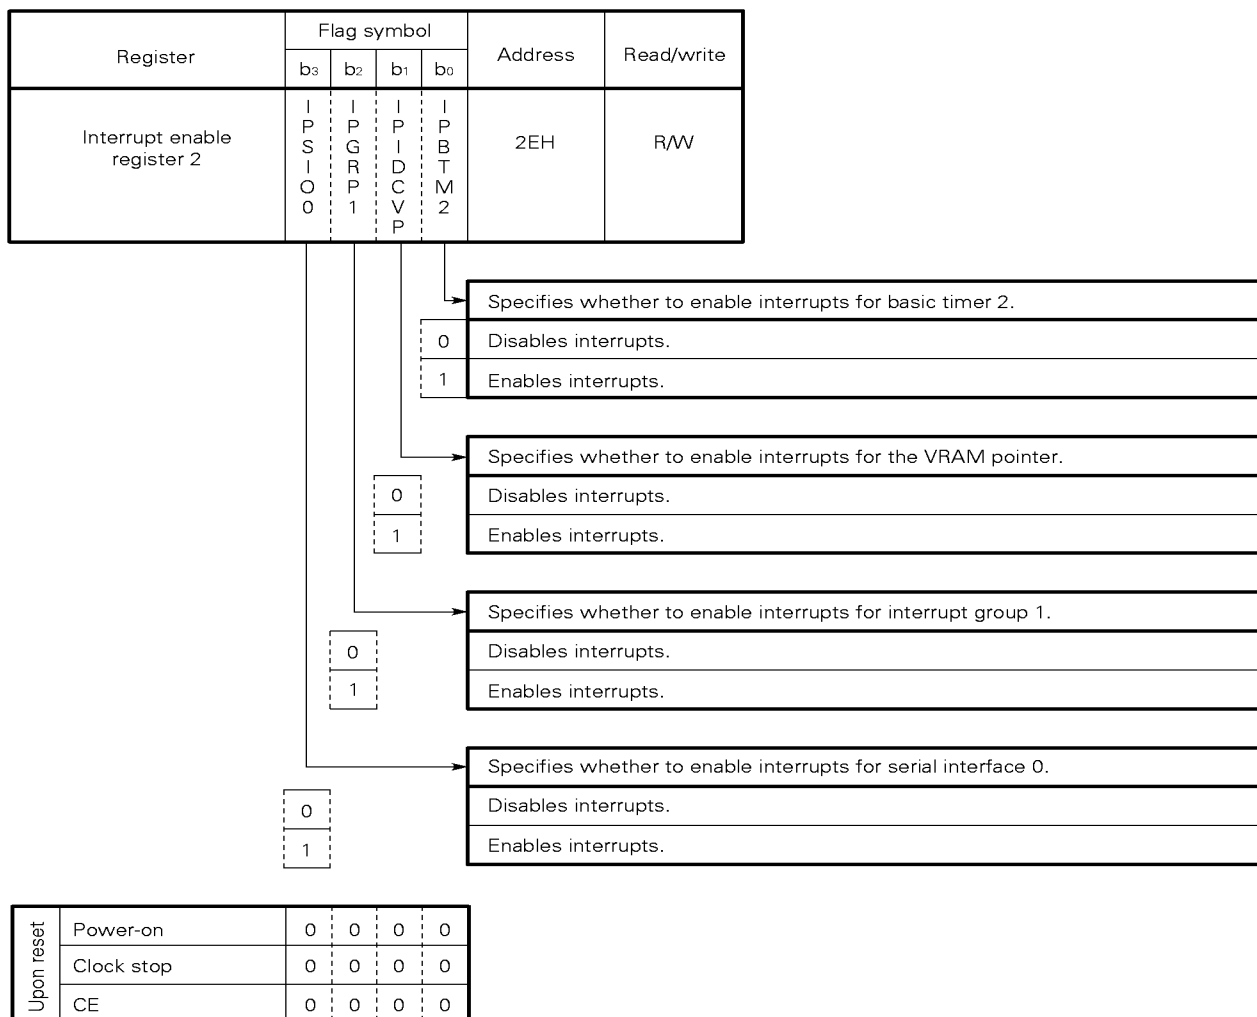 Register
Flag symbol
Address
Read/write
b3 b2 b1 b0
Interrupt enable
register 2
IPSIO0
IPGRP1
IPIDCVP
IPBTM2
2EH
R/W
Specifies whether to enable interrupts for basic timer 2.
0 Disables interrupts.
1 Enables interrupts.
Specifies whether to enable interrupts for the VRAM pointer.
0 Disables interrupts.
1 Enables interrupts.
Specifies whether to enable interrupts for interrupt group 1.
0 Disables interrupts.
1 Enables interrupts.
Specifies whether to enable interrupts for serial interface 0.
0 Disables interrupts.
1 Enables interrupts.
Upon reset
Power-on 0 0 0 0
Clock stop 0 0 0 0
CE 0 0 0 0